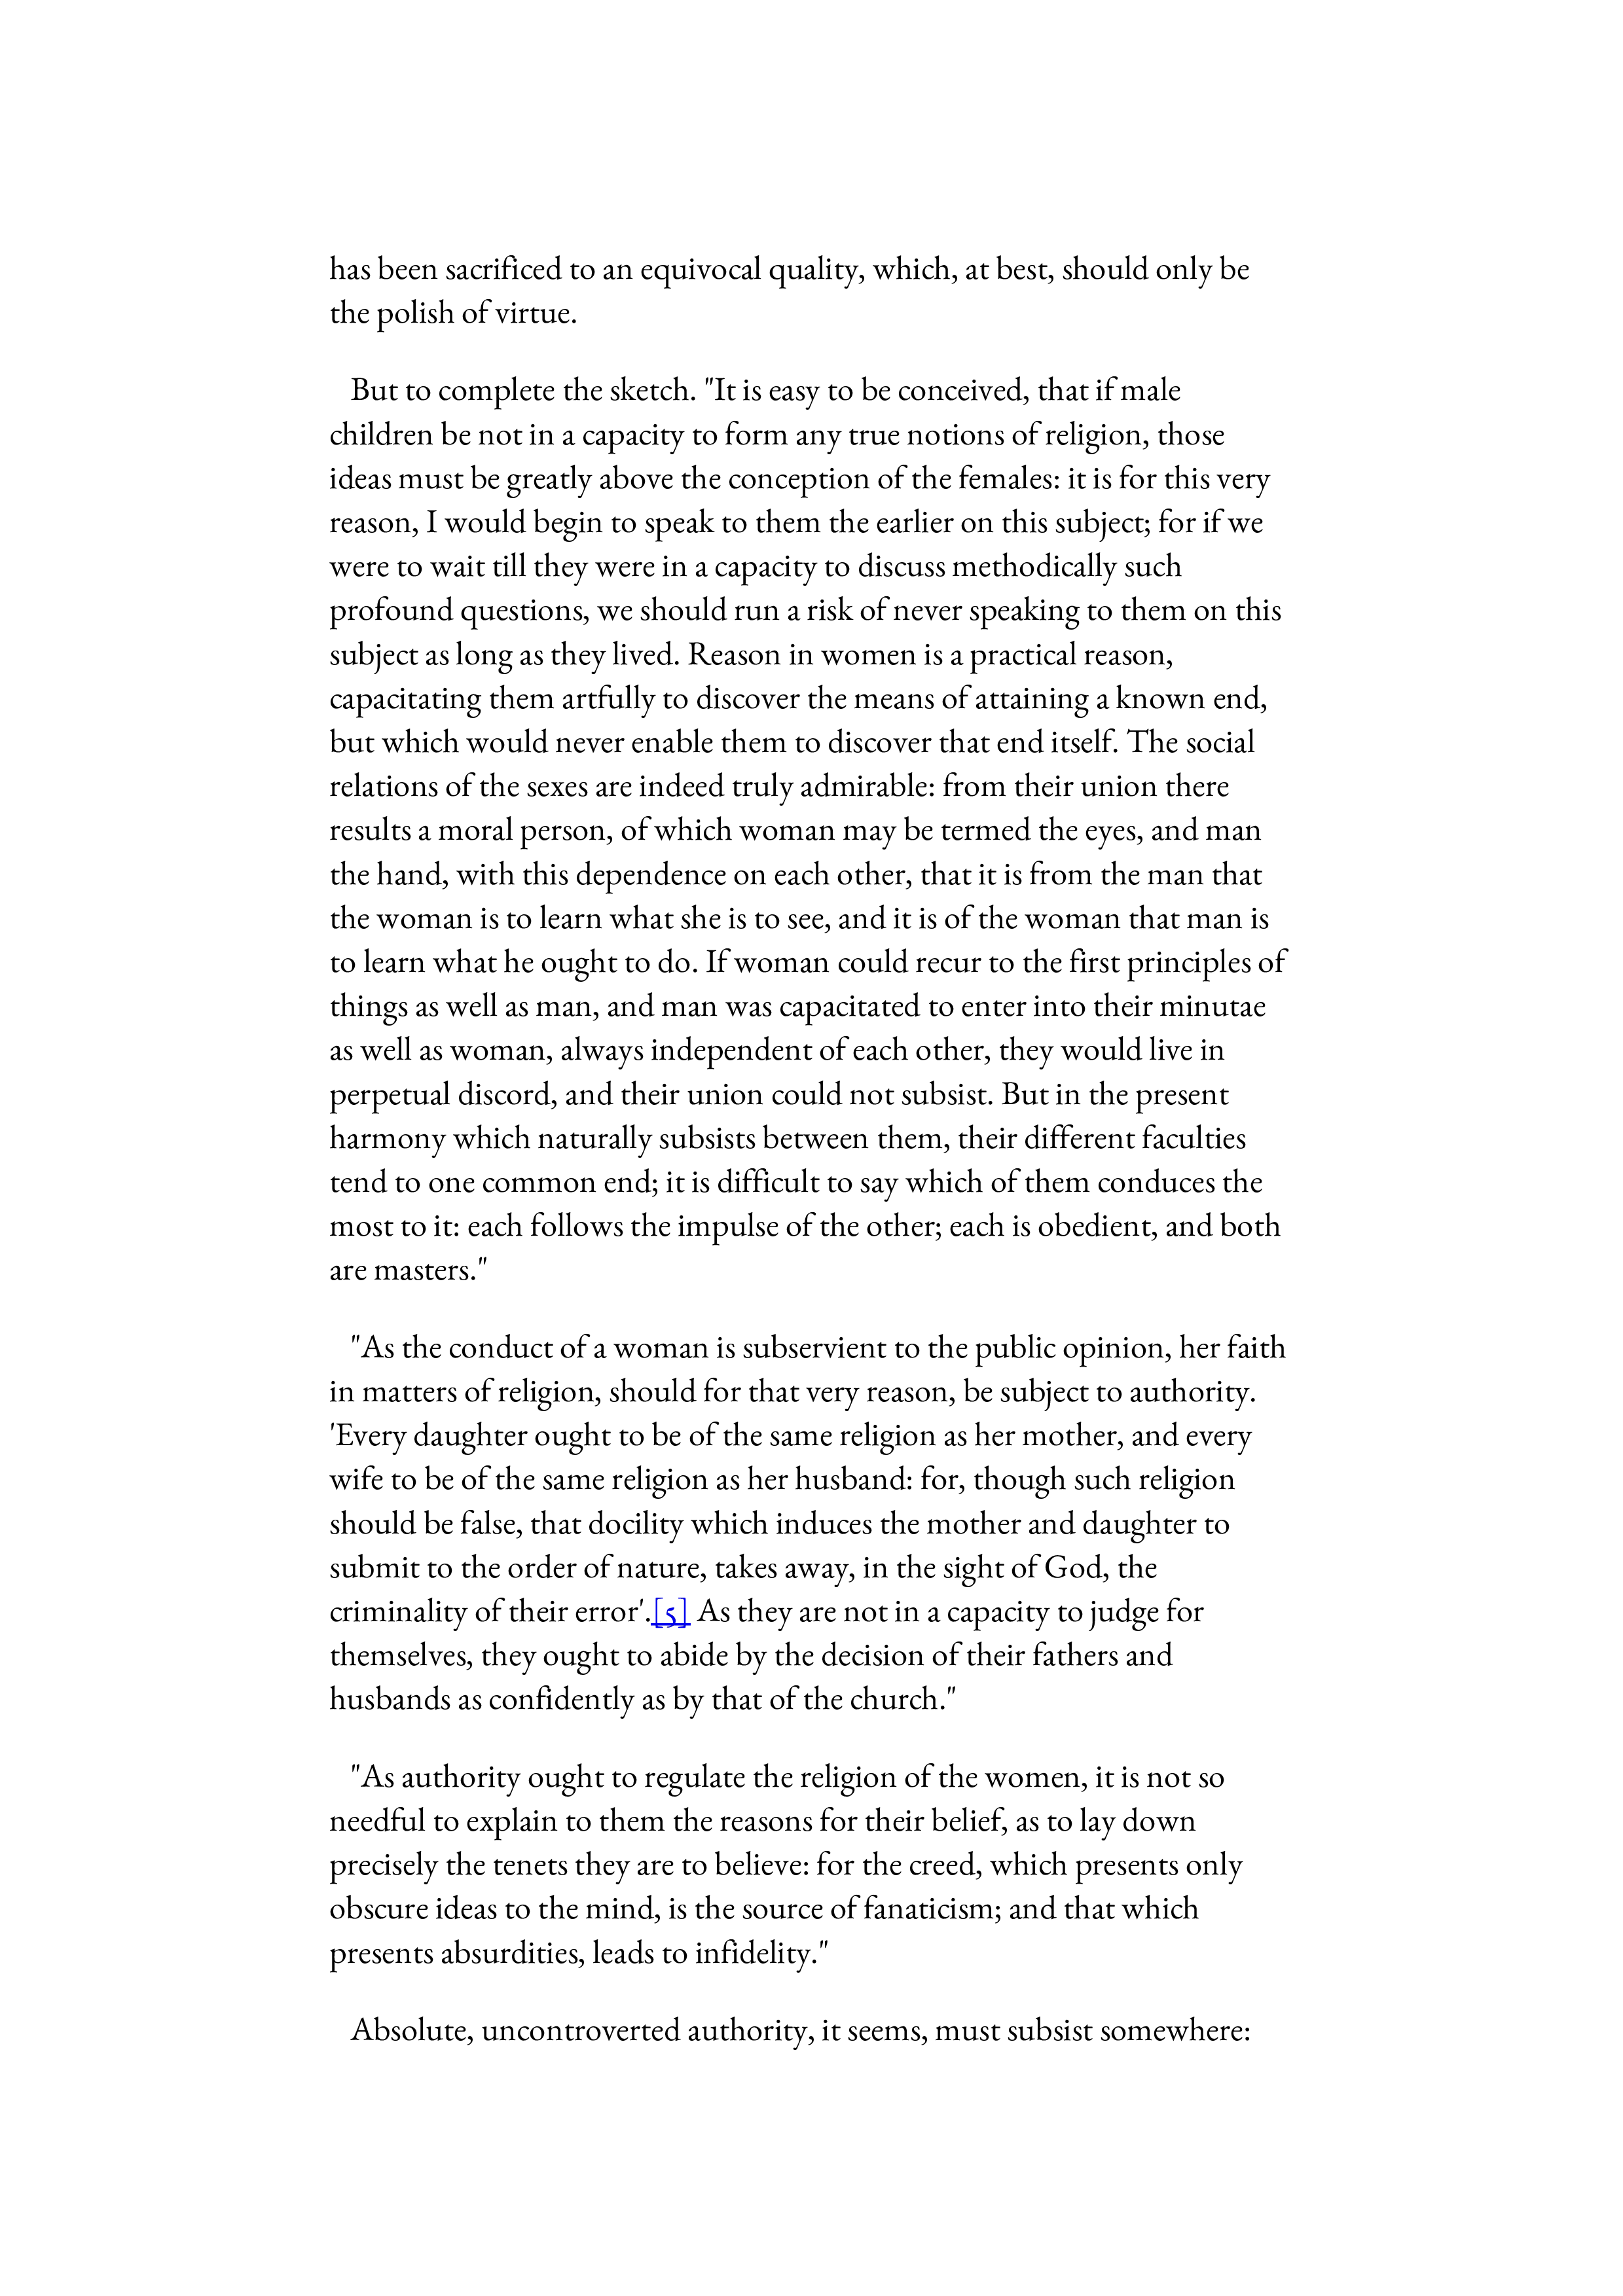 has been sacrificed to an equivocal quality, which, at best, should only be
the polish of virtue.
But to complete the sketch. "It is easy to be conceived, that if male
children be not in a capacity to form any true notions of religion, those
ideas must be greatly above the conception of the females: it is for this very
reason, I would begin to speak to them the earlier on this subject; for if we
were to wait till they were in a capacity to discuss methodically such
profound questions, we should run a risk of never speaking to them on this
subject as long as they lived. Reason in women is a practical reason,
capacitating them artfully to discover the means of attaining a known end,
but which would never enable them to discover that end itself. The social
relations of the sexes are indeed truly admirable: from their union there
results a moral person, of which woman may be termed the eyes, and man
the hand, with this dependence on each other, that it is from the man that
the woman is to learn what she is to see, and it is of the woman that man is
to learn what he ought to do. If woman could recur to the first principles of
things as well as man, and man was capacitated to enter into their minutae
as well as woman, always independent of each other, they would live in
perpetual discord, and their union could not subsist. But in the present
harmony which naturally subsists between them, their different faculties
tend to one common end; it is difficult to say which of them conduces the
most to it: each follows the impulse of the other; each is obedient, and both
are masters."
"As the conduct of a woman is subservient to the public opinion, her faith
in matters of religion, should for that very reason, be subject to authority.
'Every daughter ought to be of the same religion as her mother, and every
wife to be of the same religion as her husband: for, though such religion
should be false, that docility which induces the mother and daughter to
submit to the order of nature, takes away, in the sight of God, the
criminality of their error'.[5] As they are not in a capacity to judge for
themselves, they ought to abide by the decision of their fathers and
husbands as confidently as by that of the church."
"As authority ought to regulate the religion of the women, it is not so
needful to explain to them the reasons for their belief, as to lay down
precisely the tenets they are to believe: for the creed, which presents only
obscure ideas to the mind, is the source of fanaticism; and that which
presents absurdities, leads to infidelity."
Absolute, uncontroverted authority, it seems, must subsist somewhere: